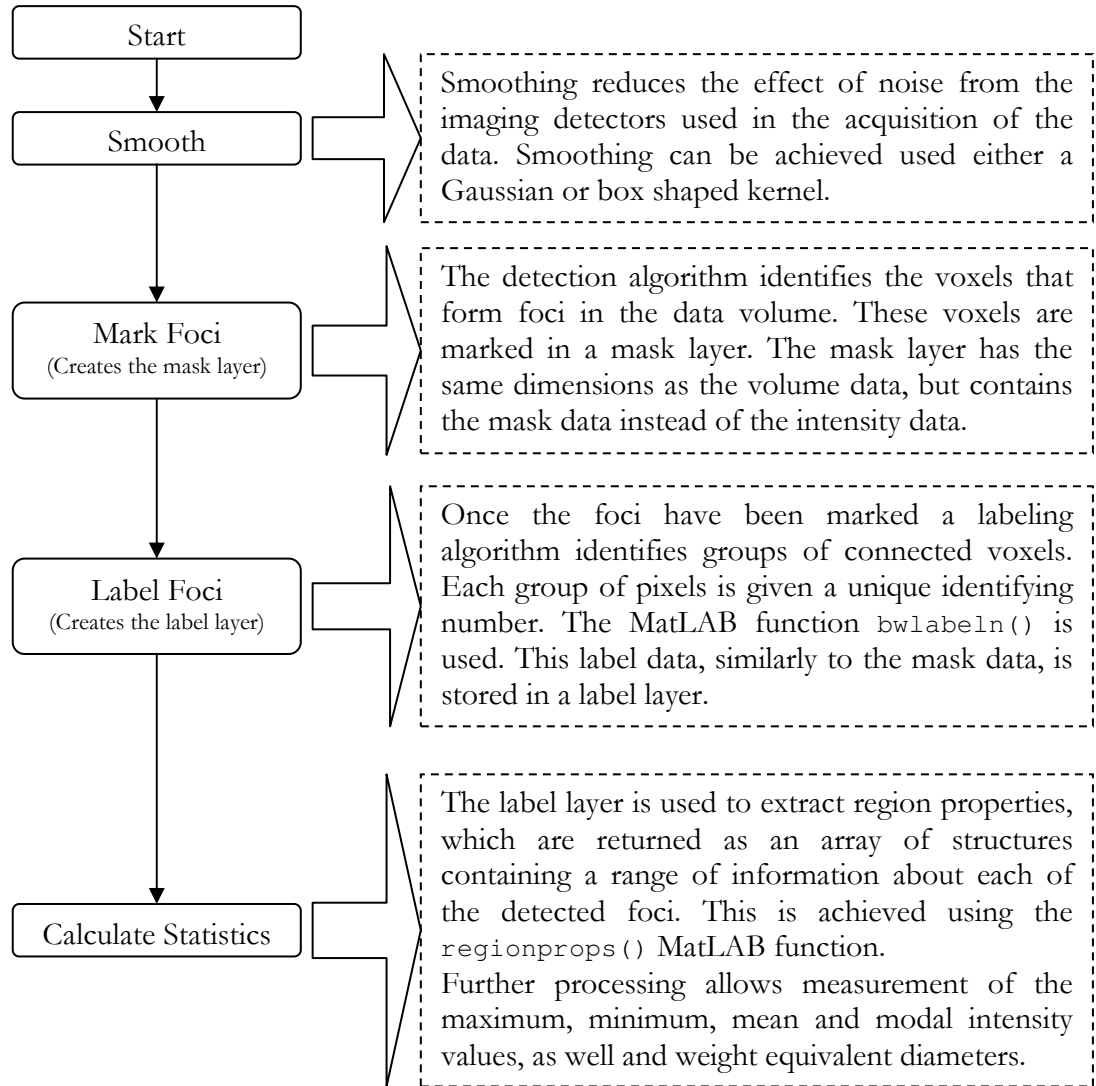 Start
Smooth
Smoothing reduces the effect of noise from the
imaging detectors used in the acquisition of the
data. Smoothing can be achieved used either a
Gaussian or box shaped kernel.
Mark Foci
(Creates the mask layer)
The detection algorithm identifies the voxels that
form foci in the data volume. These voxels are
marked in a mask layer. The mask layer has the
same dimensions as the volume data, but contains
the mask data instead of the intensity data.
Label Foci
(Creates the label layer)
Once the foci have been marked a labeling
algorithm identifies groups of connected voxels.
Each group of pixels is given a unique identifying
number. The MatLAB function bwlabeln() is
used. This label data, similarly to the mask data, is
stored in a label layer.
Calculate Statistics
The label layer is used to extract region properties,
which are returned as an array of structures
containing a range of information about each of
the detected foci. This is achieved using the
regionprops() MatLAB function.
Further processing allows measurement of the
maximum, minimum, mean and modal intensity
values, as well and weight equivalent diameters.